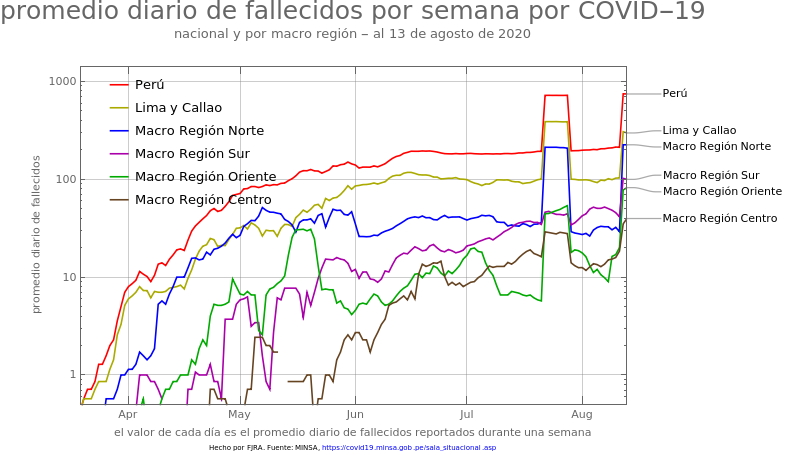 promedio diario de fallecidos por semana por COVID‒19
nacional y por macro región ‒ al 13 de agosto de 2020
promedio diario de fallecidos
1000
100
10
1
Perú
Lima y Callao
Macro Región Norte
Macro Región Sur
Macro Región Oriente
Macro Región Centro
Perú
Lima y Callao
Macro Región Norte
Macro Región Sur
Macro Región Oriente
Macro Región Centro
Apr May Jun Jul Aug
el valor de cada día es el promedio diario de fallecidos reportados durante una semana
Hecho por FJRA. Fuente: MINSA, https://covid19.minsa.gob.pe/sala_situacional .asp